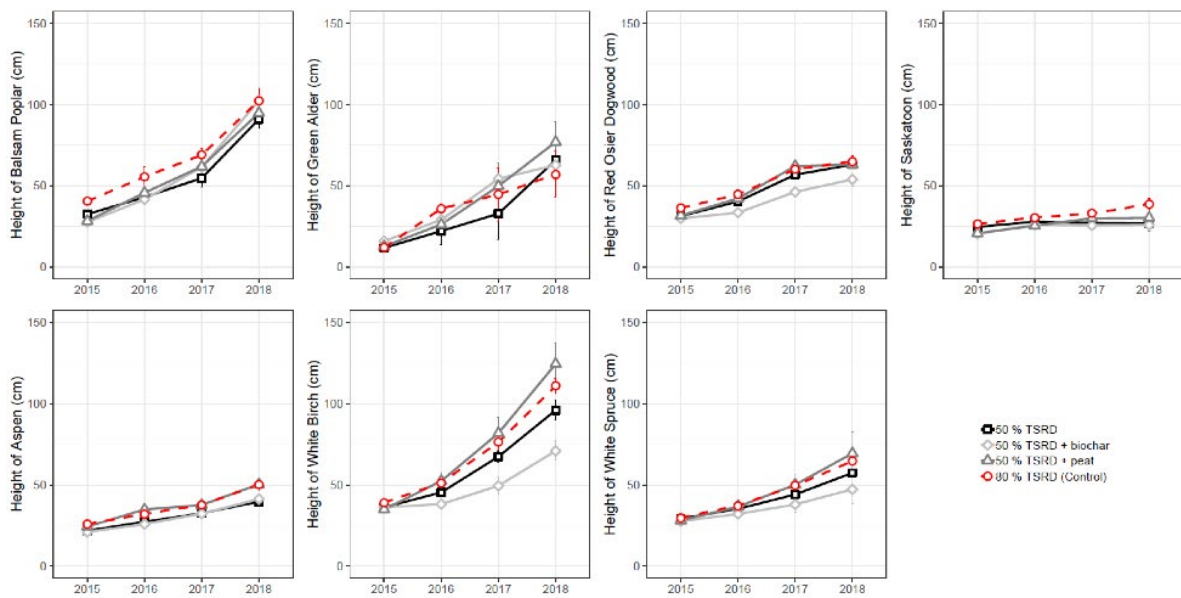 Height of Balsam Poplar (cm)
150
100
50
0
2015 2016 2017 2018
Height of Green Alder (cm)
150
100
50
0
2015 2016 2017 2018
Height of Red Osier Dogwood (cm)
150
100
50
0
2015 2016 2017 2018
Height of Saskatoon (cm)
150
100
50
0
2015 2016 2017 2018
Height of Aspen (cm)
150
100
50
0
2015 2016 2017 2018
Height of White Birch (cm)
150
100
50
0
2015 2016 2017 2018
Height of White Spruce (cm)
150
100
50
0
2015 2016 2017 2018
50 % TSRD
50 % TSRD + biochar
50 % TSRD + peat
80 % TSRD (Control)